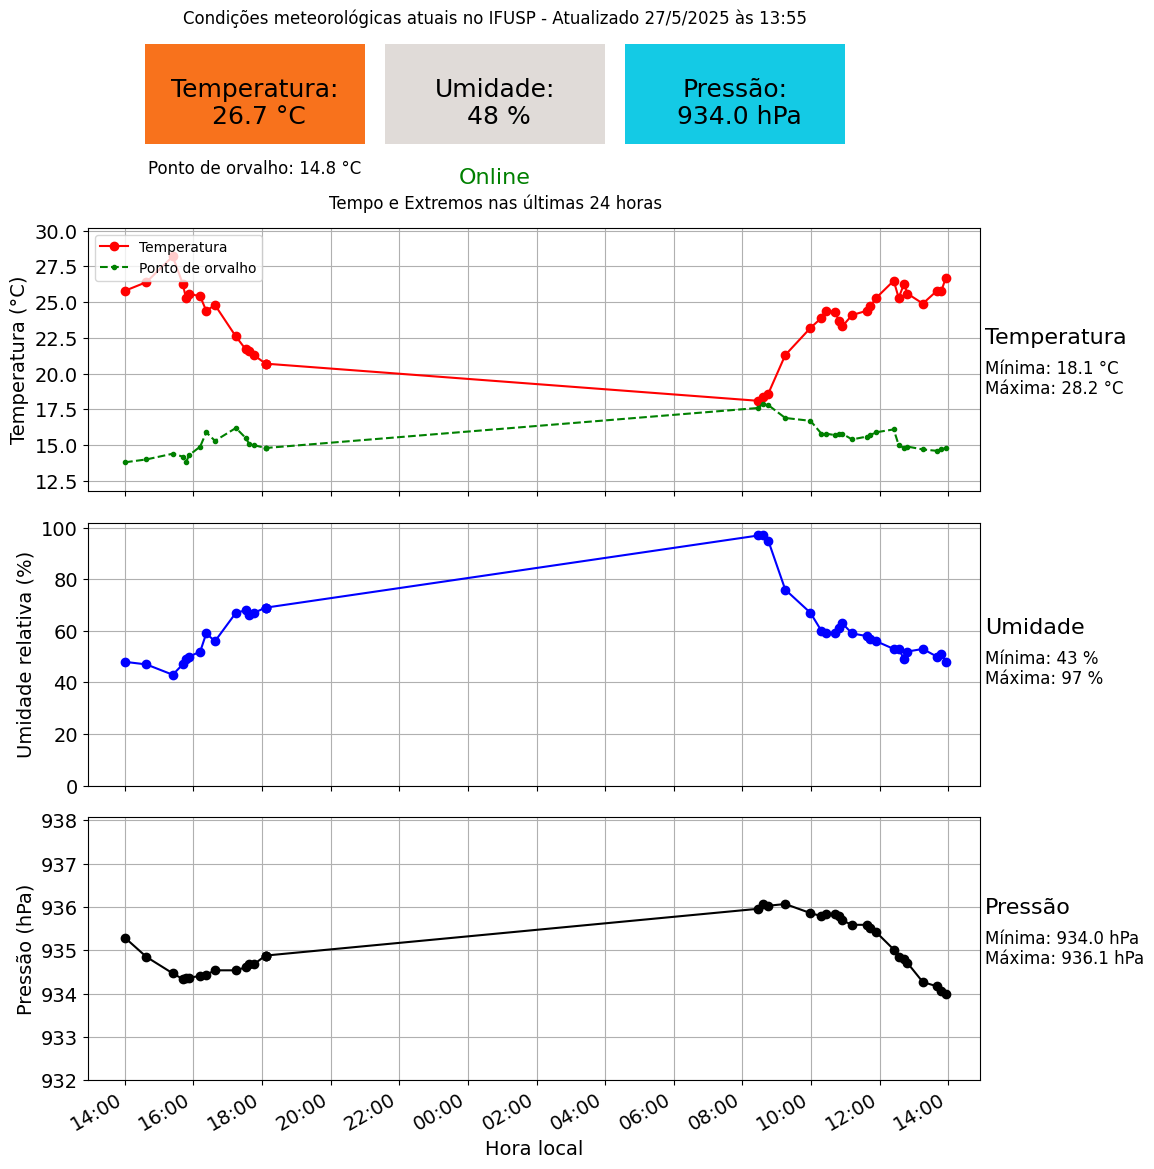 Condições meteorológicas atuais no IFUSP - Atualizado 27/5/2025 às 13:55
Temperatura:
26.7 °C
Umidade:
48 %
Pressão:
934.0 hPa
Ponto de orvalho: 14.8 °C
Online
Tempo e Extremos nas últimas 24 horas
Temperatura (°C)
30.0
27.5
25.0
22.5
20.0
17.5
15.0
12.5
Temperatura
Ponto de orvalho
Temperatura
Mínima: 18.1 °C
Máxima: 28.2 °C
Umidade relativa (%)
100
80
60
40
20
0
Umidade
Mínima: 43 %
Máxima: 97 %
Pressão (hPa)
938
937
936
935
934
933
932
Pressão
Mínima: 934.0 hPa
Máxima: 936.1 hPa
14:00 16:00 18:00 20:00 22:00 00:00 02:00 04:00 06:00 08:00 10:00 12:00 14:00
Hora local